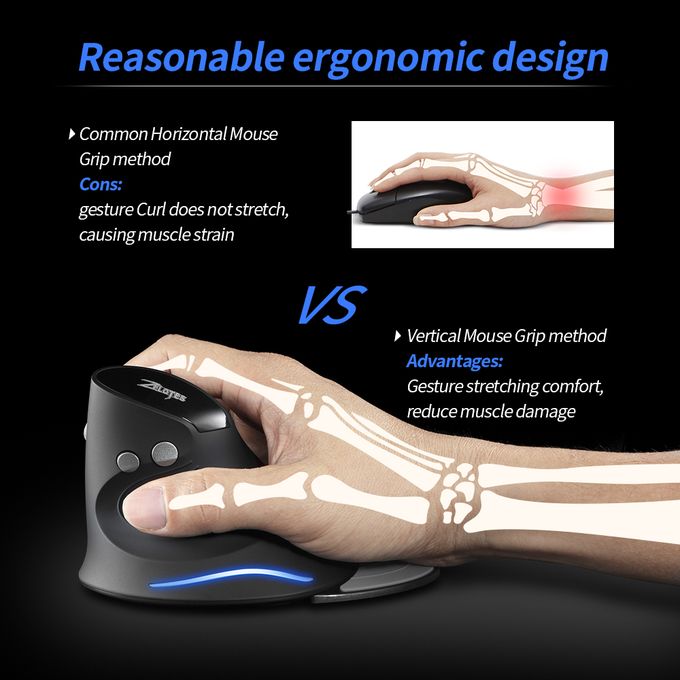 Reasonable ergonomic design
Common Horizontal Mouse
Grip method
Cons:
gesture Curl does not stretch,
causing muscle strain
VS
Vertical Mouse Grip method
Advantages:
Gesture stretching comfort,
reduce muscle damage
ZELOTES